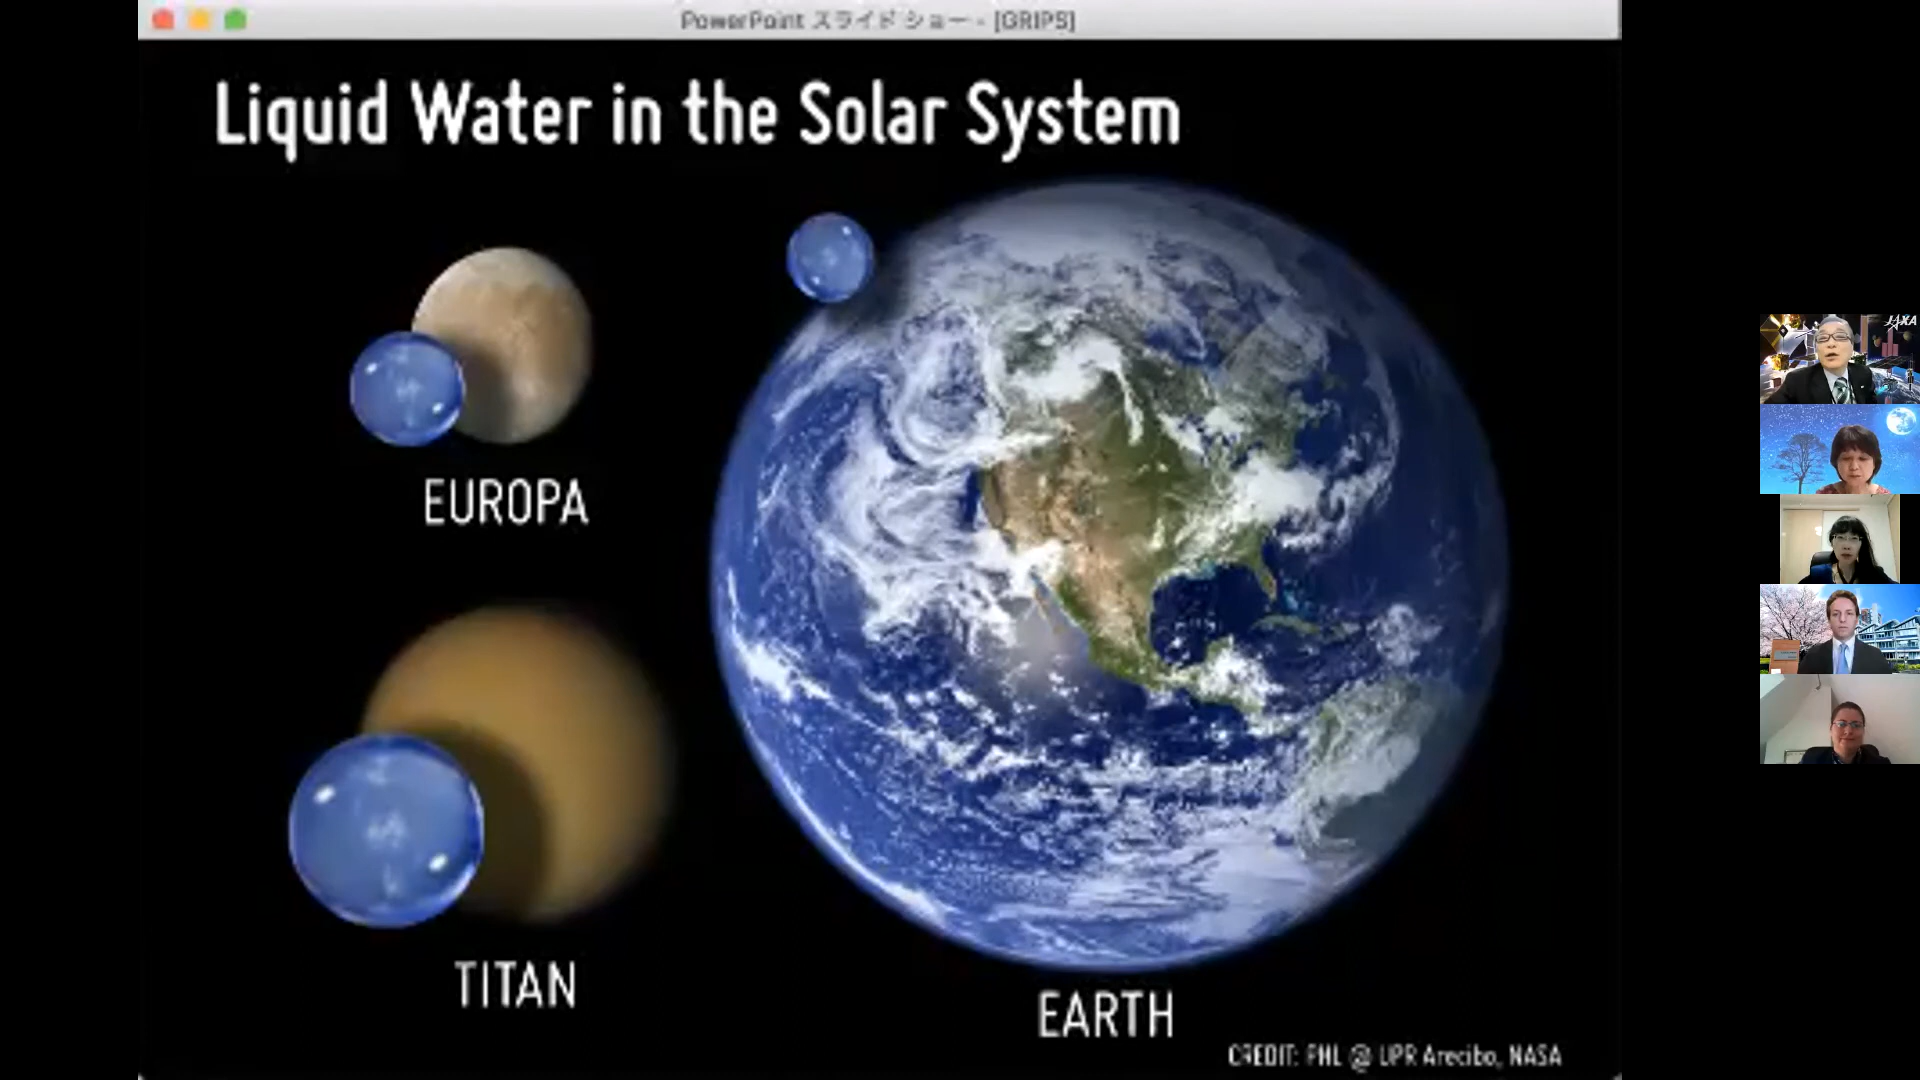 PowerPoint スライド ショー - [GRIPS]
Liquid Water in the Solar System
EUROPA
TITAN
EARTH
CREDIT: PHL @ UPR Arecibo, NASA
JAXA